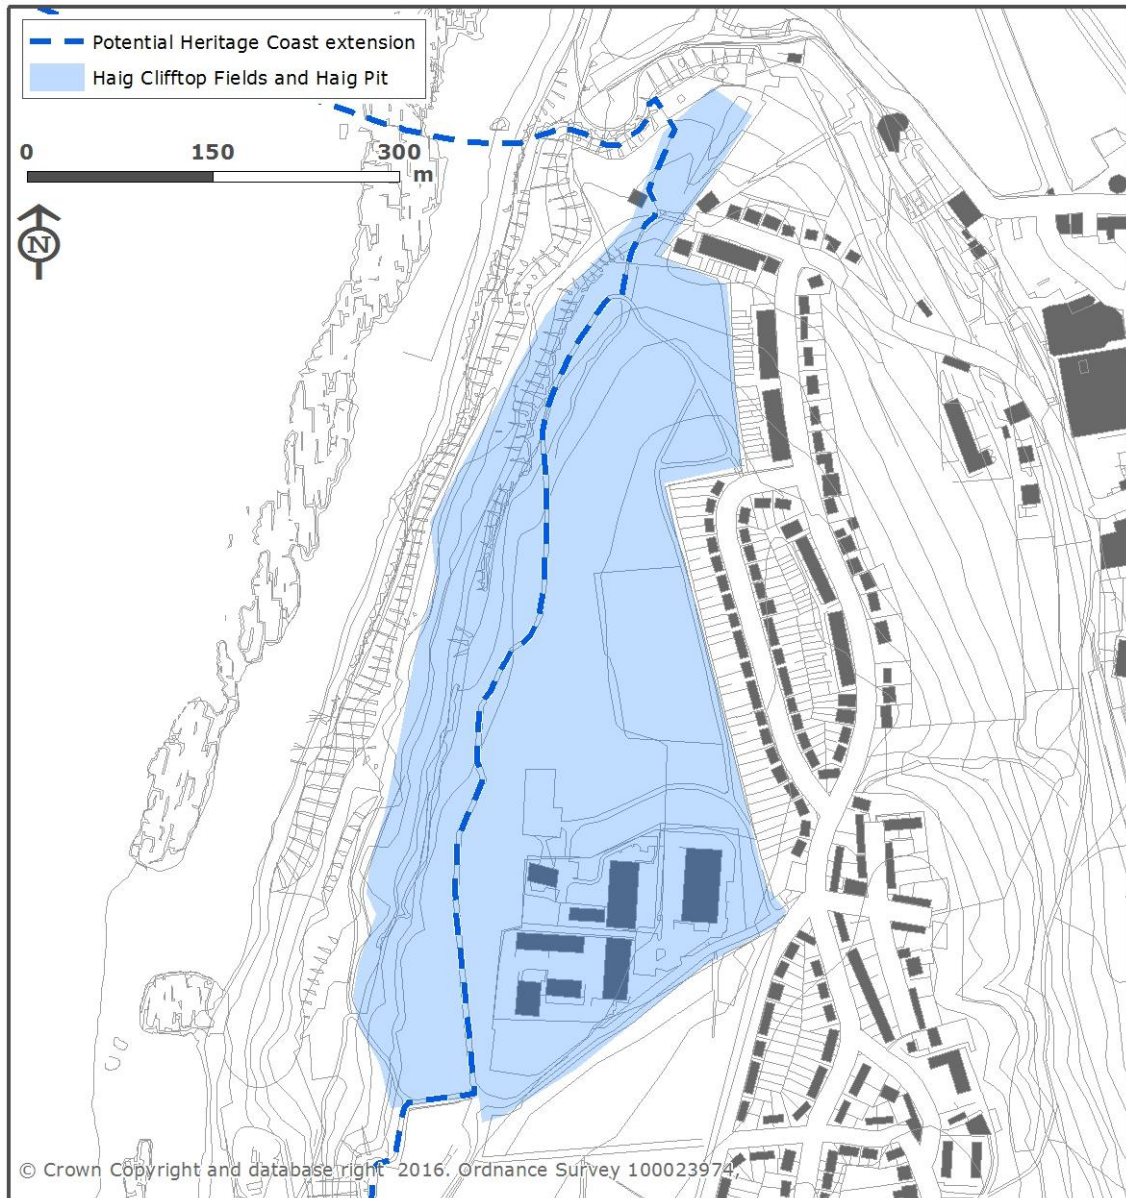 Potential Heritage Coast extension
Haig Clifftop Fields and Haig Pit
0 150 300
m
N
© Crown Copyright and database right 2016. Ordnance Survey 100023974.